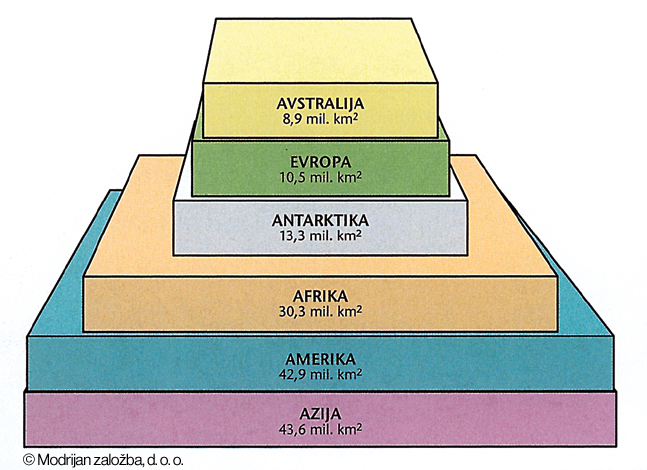 AVSTRALIJA
8,9 mil. km²
EVROPA
10,5 mil. km²
ANTARKTIKA
13,3 mil. km²
AFRIKA
30,3 mil. km²
AMERIKA
42,9 mil. km²
AZIJA
43,6 mil. km²
© Modrijan založba, d. o. o.